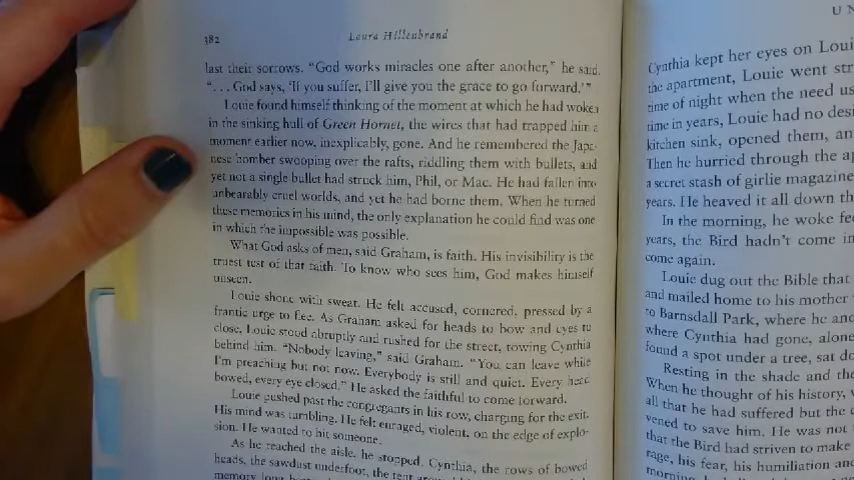 382
Laura Hillenbrand
last their sorrows. "God works miracles one after another," he said.
". . . God says, 'If you suffer, I'll give you the grace to go forward.'"
Louie found himself thinking of the moment at which he had woken
in the sinking hull of Green Hornet, the wires that had trapped him a
moment earlier now, inexplicably, gone. And he remembered the Japa-
nese bomber swooping over the rafts, riddling them with bullets, and
yet not a single bullet had struck him, Phil, or Mac. He had fallen into
unbearably cruel worlds, and yet he had borne them. When he turned
these memories in his mind, the only explanation he could find was one
in which the impossible was possible.
What God asks of men, said Graham, is faith. His invisibility is the
truest test of that faith. To know who sees him, God makes himself
unseen.
Louie shone with sweat. He felt accused, cornered, pressed by a
frantic urge to flee. As Graham asked for heads to bow and eyes to
close, Louie stood abruptly and rushed for the street, towing Cynthia
behind him. "Nobody leaving," said Graham. "You can leave while
I'm preaching but not now. Everybody is still and quiet. Every head
bowed, every eye closed." He asked the faithful to come forward.
Louie pushed past the congregants in his row, charging for the exit.
His mind was tumbling. He felt enraged, violent, on the edge of explo-
sion. He wanted to hit someone.
As he reached the aisle, he stopped. Cynthia, the rows of bowed
heads, the sawdust underfoot, the tent around
memory long
U N
Cynthia kept her eyes on Loui
the apartment, Louie went str
time of night when the need us
time in years, Louie had no desi
kitchen sink, opened them, an
Then he hurried through the ap
a secret stash of girlie magazine
years. He heaved it all down th
In the morning, he woke fee
years, the Bird hadn't come in
come again.
Louie dug out the Bible that
and mailed home to his mother
to Barnsdall Park, where he and
where Cynthia had gone, alone
found a spot under a tree, sat do
Resting in the shade and the
When he thought of his history,
all that he had suffered but the
vened to save him. He was not
that the Bird had striven to make
rage, his fear, his humiliation and
morning